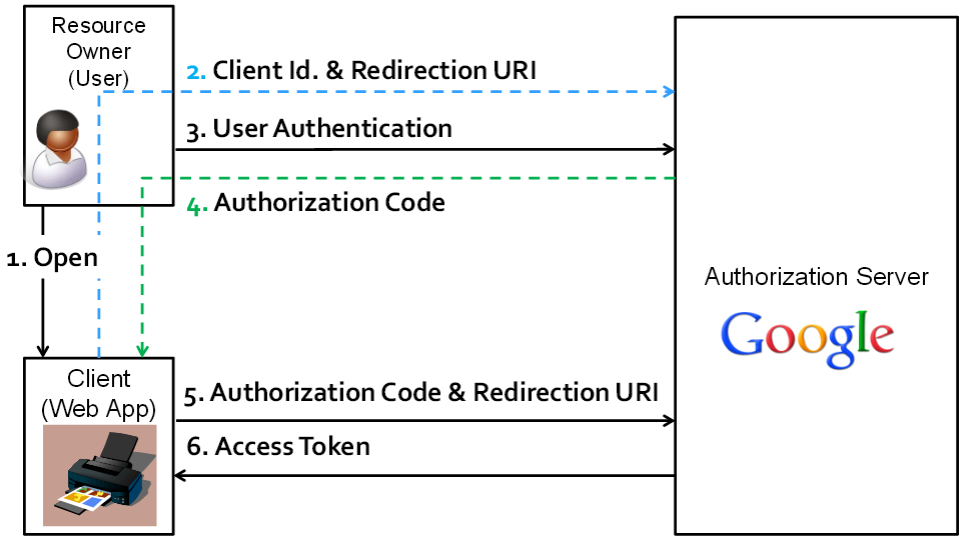 Resource
Owner
(User)
2. Client Id. & Redirection URI
3. User Authentication
4. Authorization Code
1. Open
Authorization Server
Google
Client
(Web App)
5. Authorization Code & Redirection URI
6. Access Token